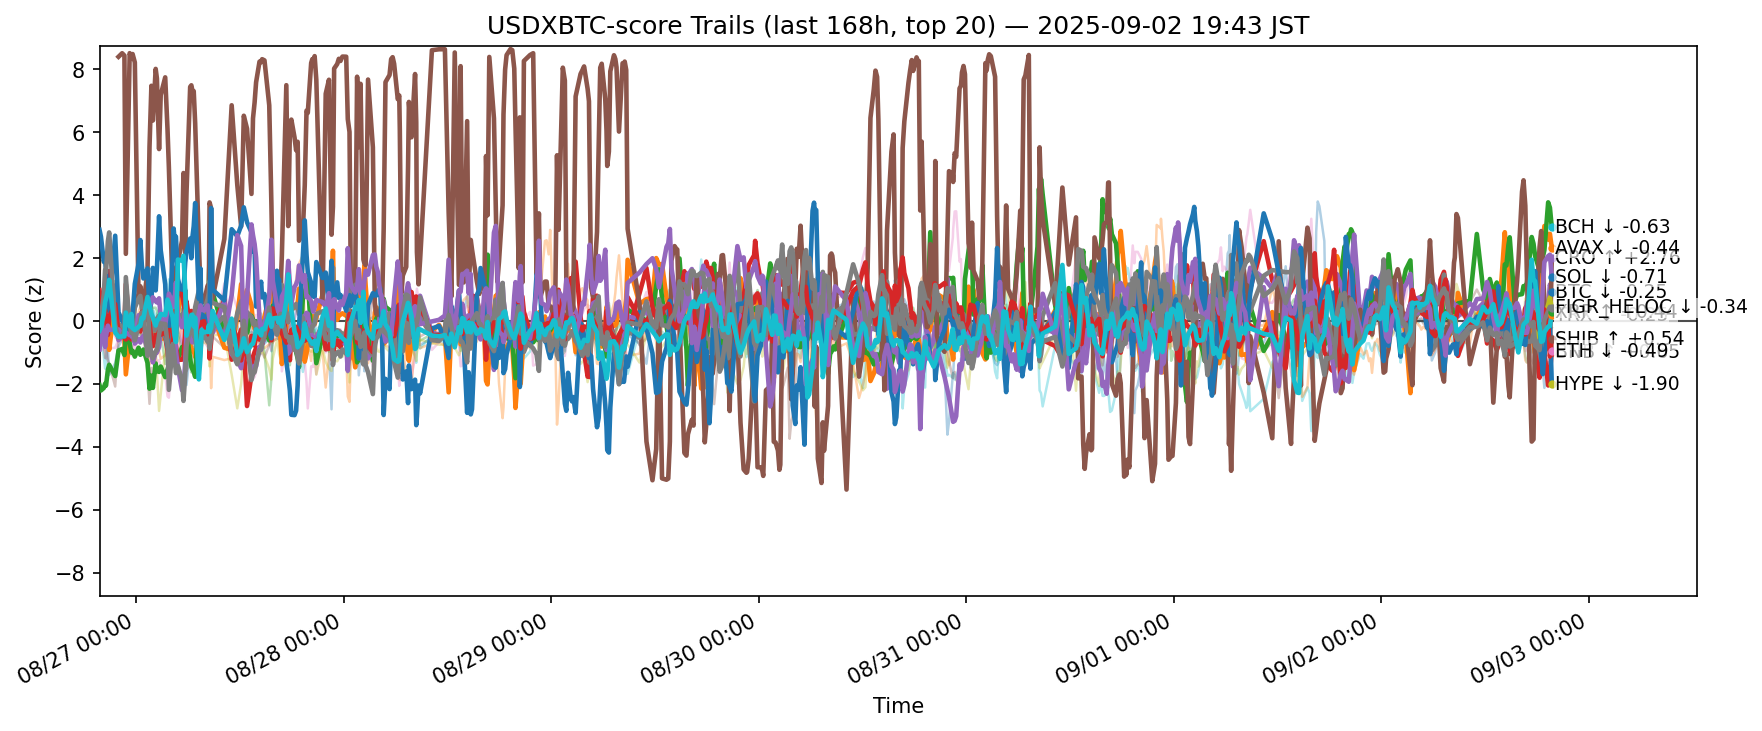 USDXBTC-score Trails (last 168h, top 20) — 2025-09-02 19:43 JST
Score (z)
8
6
4
2
0
−2
−4
−6
−8
BCH ↓ -0.63
AVAX ↓ -0.44
CRO ↑ +2.76
SOL ↓ -0.71
BTC ↓ -0.25
FIGR_HELOC ↓ -0.34
SHIB ↑ +0.54
ETH ↓ -0.495
HYPE ↓ -1.90
08/27 00:00
08/28 00:00
08/29 00:00
08/30 00:00
08/31 00:00
09/01 00:00
09/02 00:00
09/03 00:00
Time